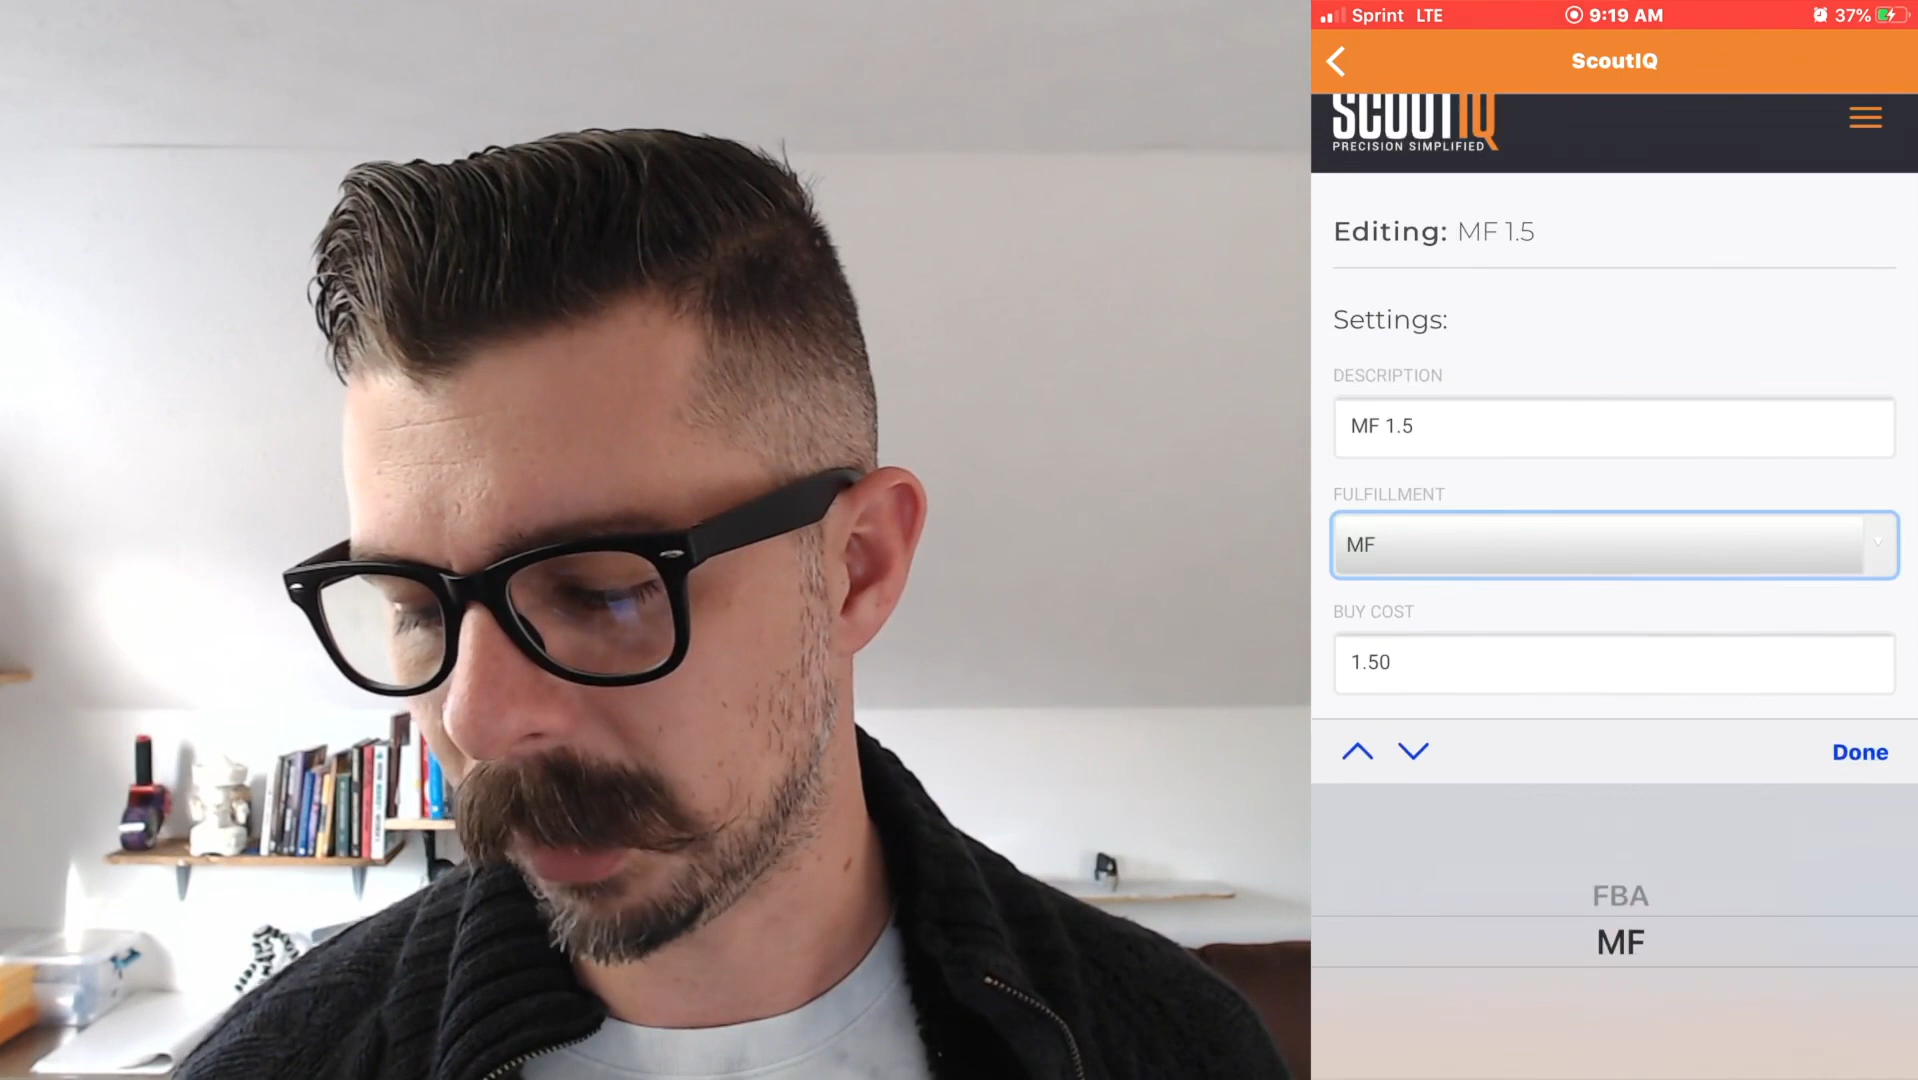 Sprint LTE
9:19 AM
37%
ScoutIQ
SCOUTIQ
PRECISION SIMPLIFIED
Editing: MF 1.5
Settings:
DESCRIPTION
MF 1.5
FULFILLMENT
MF
BUY COST
1.50
Done
FBA
MF